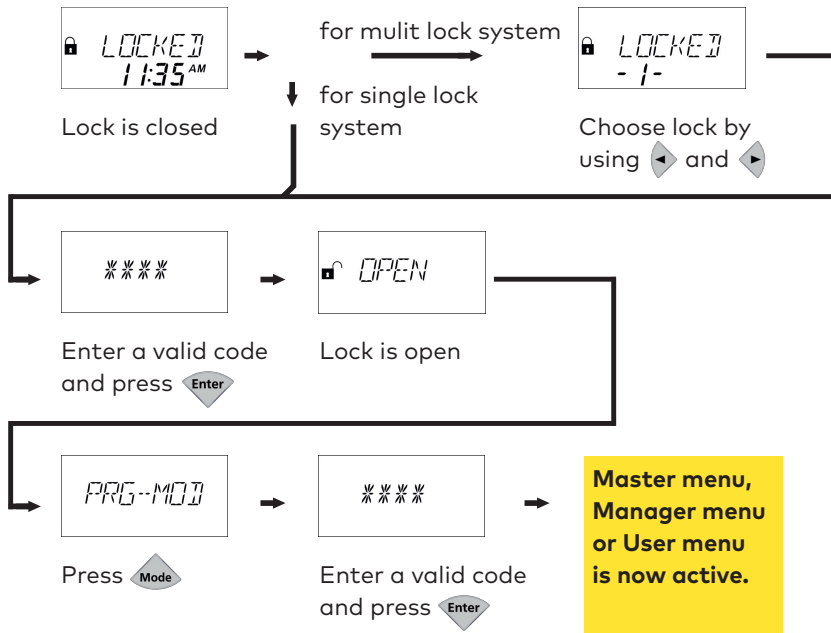 LOCKED
11:35 AM
Lock is closed
for mulit lock system
for single lock
system
LOCKED
- 1 -
Choose lock by
using ◄ and ►
****
Enter a valid code
and press Enter
OPEN
Lock is open
PRG-MOD
Press Mode
****
Enter a valid code
and press Enter
Master menu,
Manager menu
or User menu
is now active.